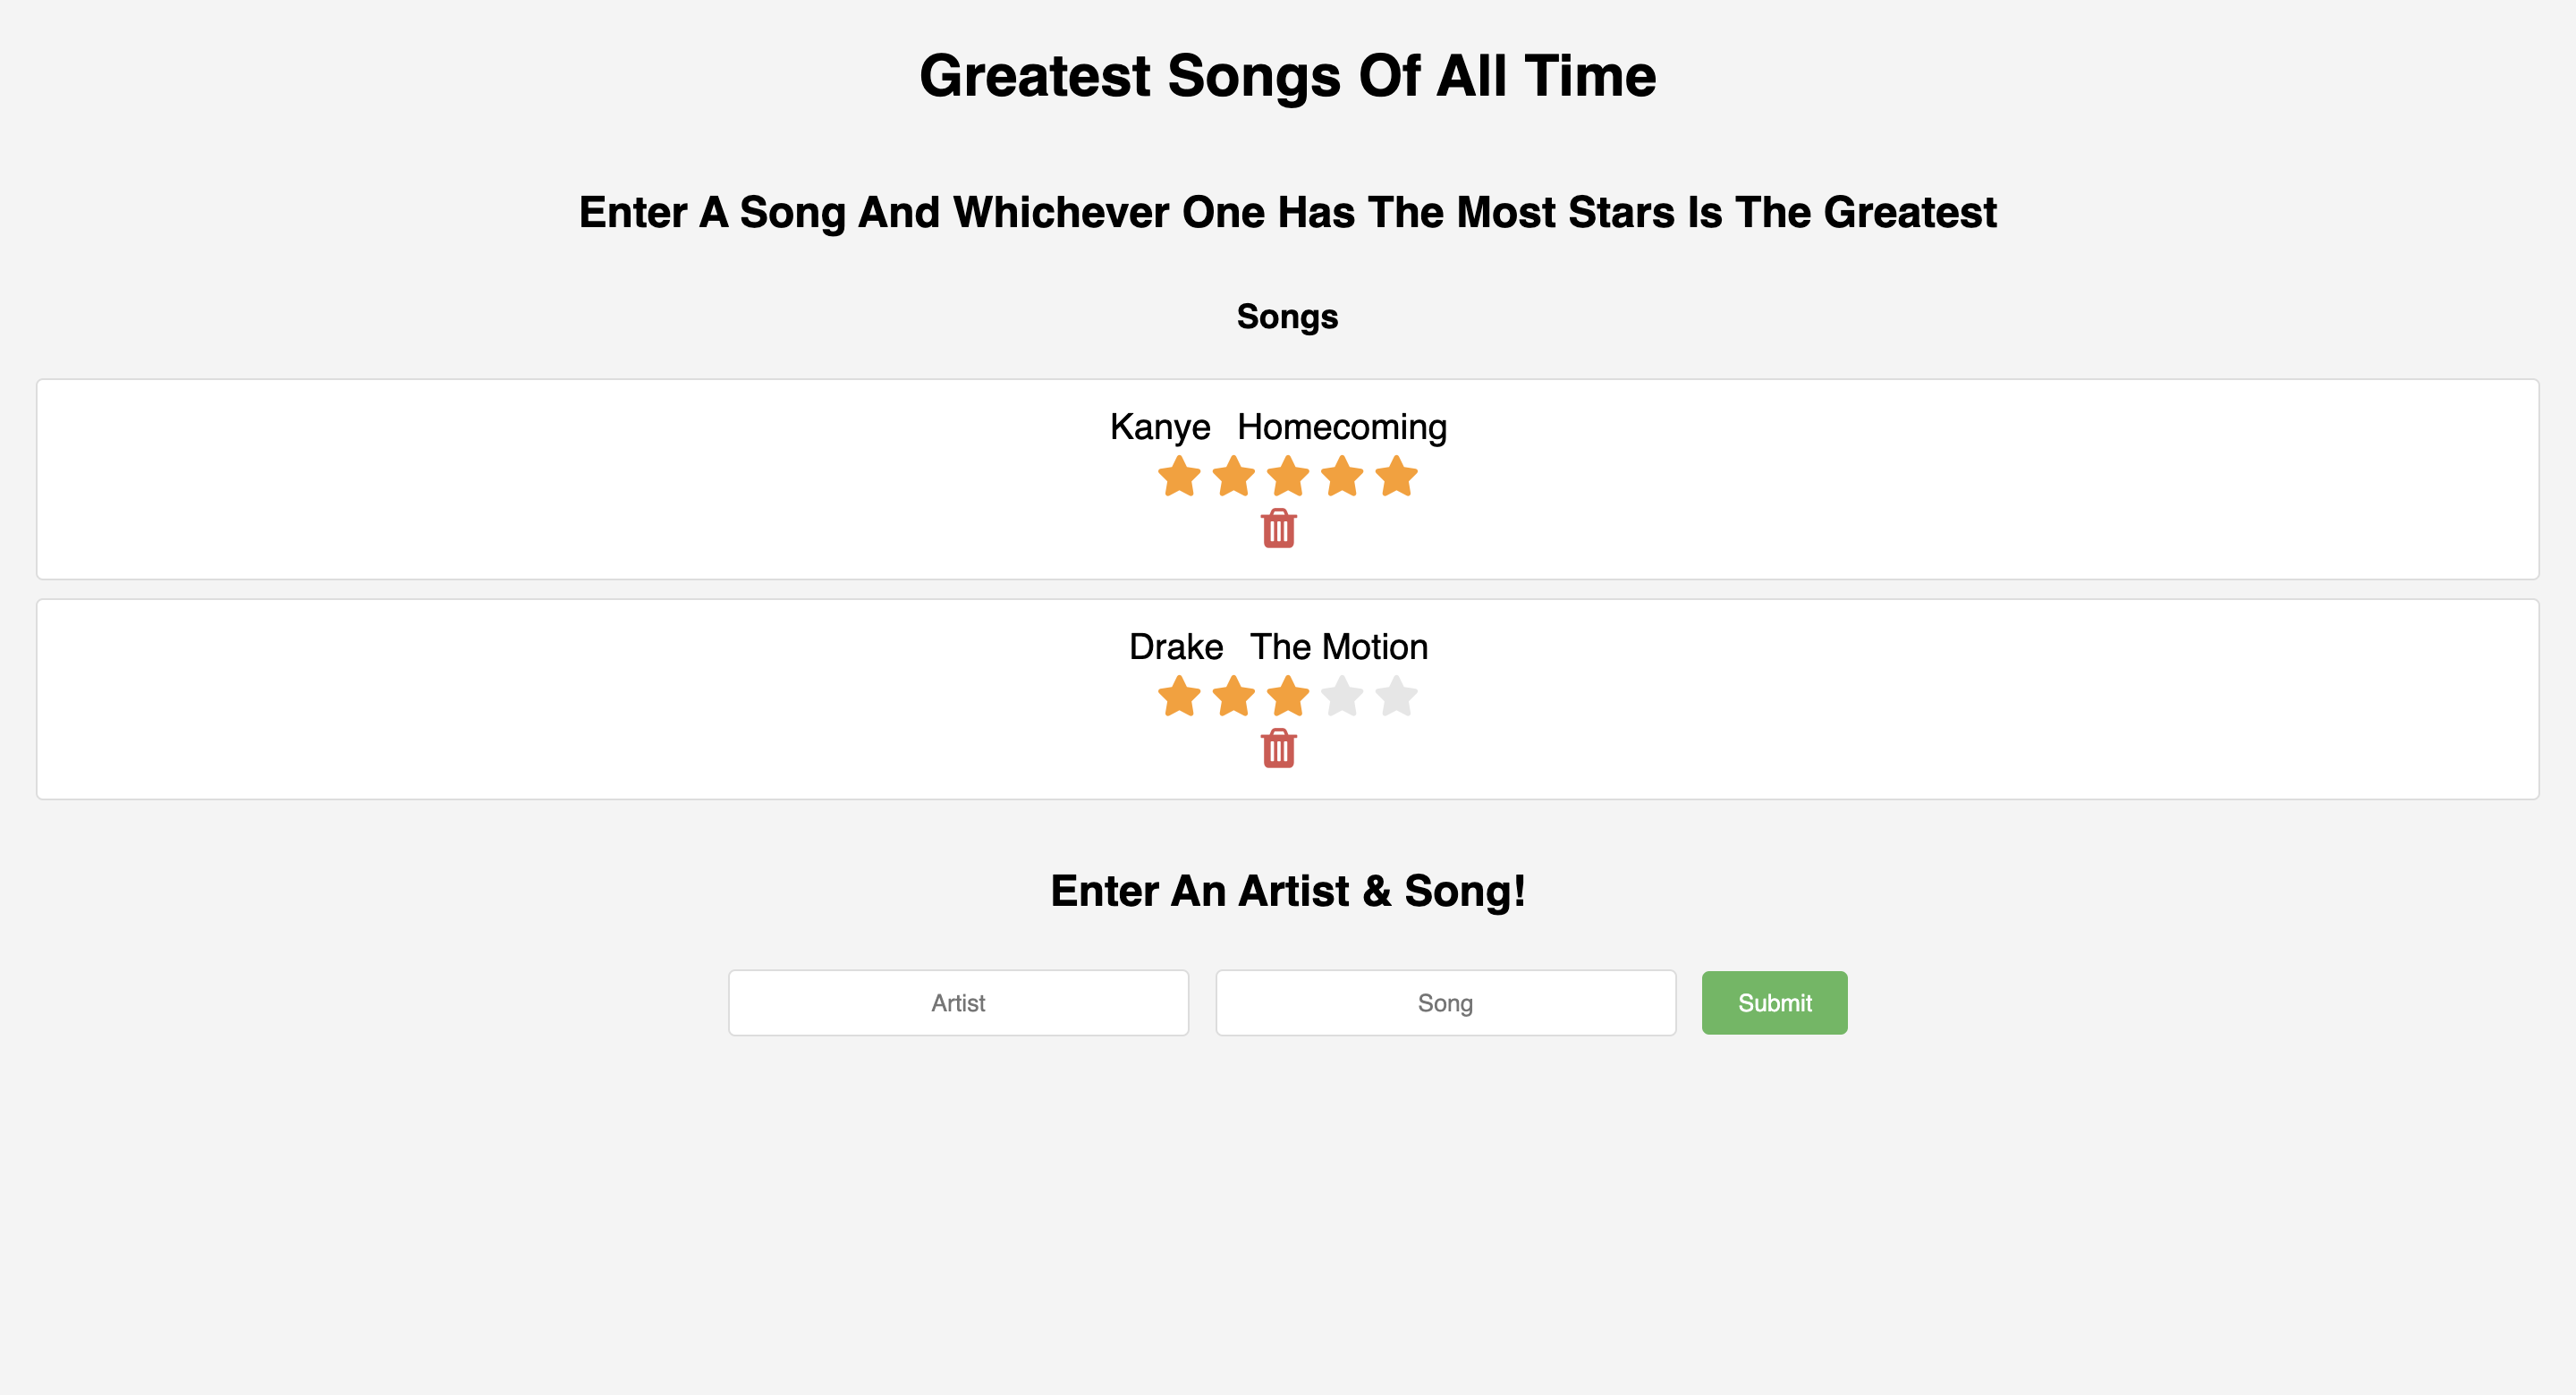 Greatest Songs Of All Time
Enter A Song And Whichever One Has The Most Stars Is The Greatest
Songs
Kanye Homecoming
Drake The Motion
Enter An Artist & Song!
Artist Song Submit